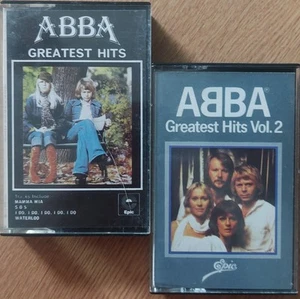 ABBA
GREATEST HITS
MAMMA MIA
S O S
I DO, I DO, I DO, I DO, I DO
WATERLOO
Epic
ABBA
Greatest Hits Vol. 2
Epic